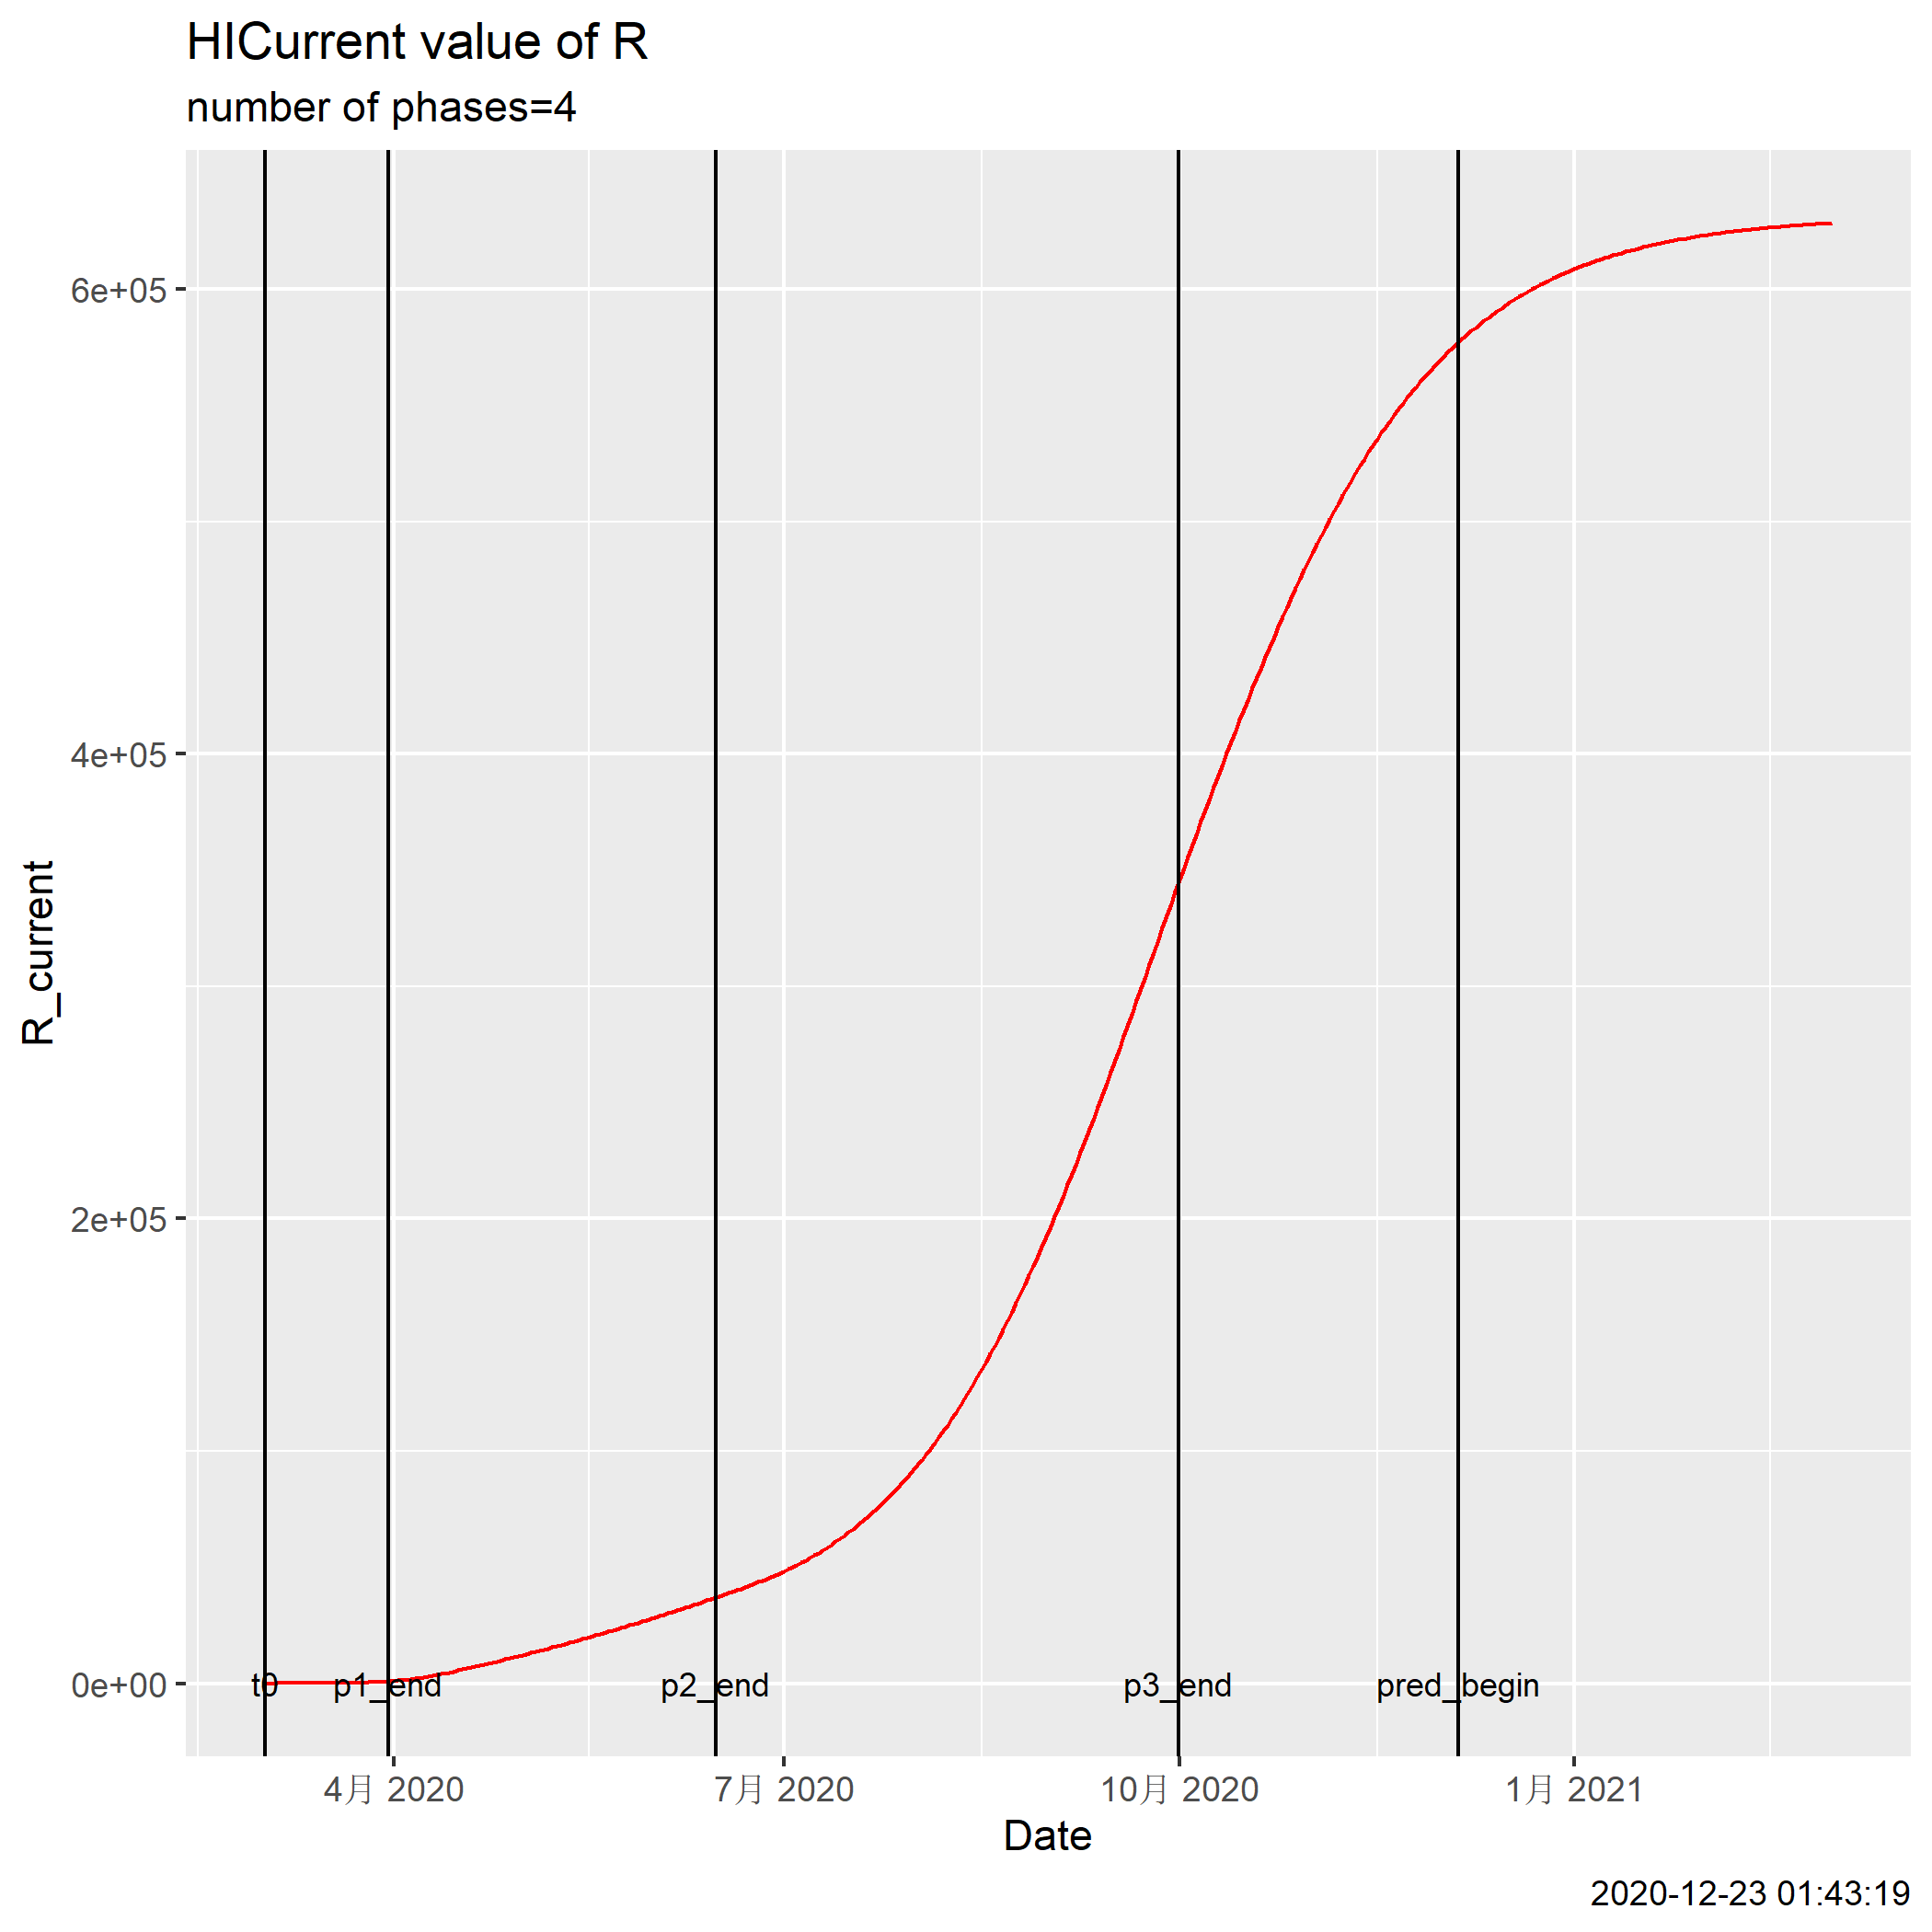 HICurrent value of R
number of phases=4
6e+05
4e+05
2e+05
0e+00
R_current
t0 p1_end p2_end p3_end pred_begin
4月 2020 7月 2020 10月 2020 1月 2021
Date
2020-12-23 01:43:19